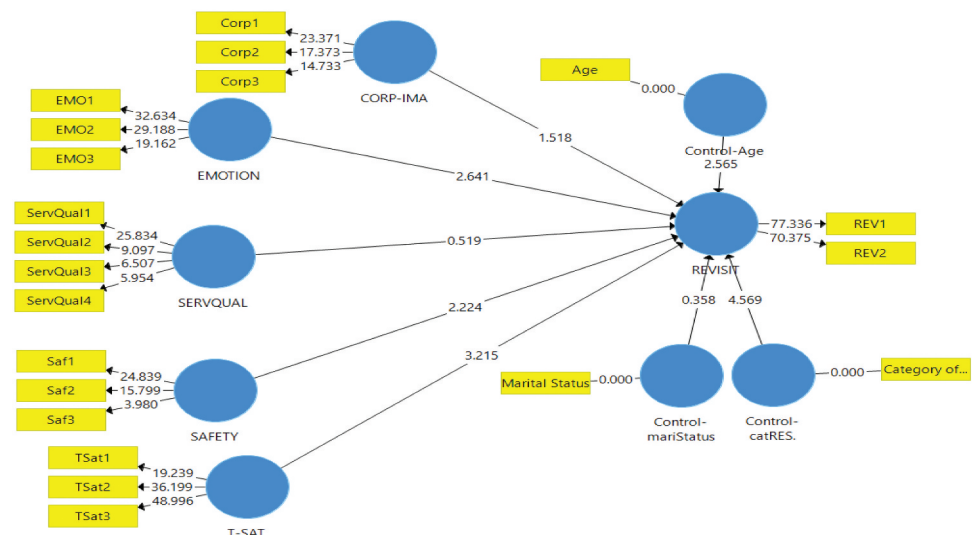 Corp1
23.371
Corp2
17.373
Corp3
14.733
CORP-IMA
1.518
EMO1
32.634
EMO2
29.188
EMO3
19.162
EMOTION
2.641
ServQual1
25.834
ServQual2
9.097
ServQual3
6.507
ServQual4
5.954
SERVQUAL
0.519
Saf1
24.839
Saf2
15.799
Saf3
3.980
SAFETY
2.224
TSat1
19.239
TSat2
36.199
TSat3
48.996
T-SAT
3.215
Age
0.000
Control-Age
2.565
REVISIT
77.336
REV1
70.375
REV2
0.358
4.569
Marital Status
0.000
Control-
mariStatus
Control-
catRES.
0.000
Category of...